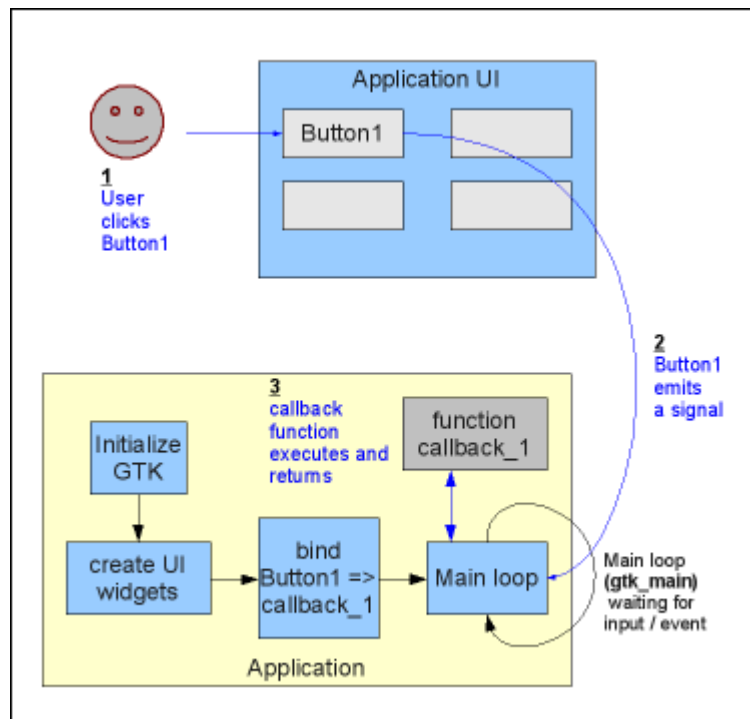 Application UI
Button1
1
User
clicks
Button1
2
Button1
emits
a signal
3
callback
function
executes and
returns
function
callback_1
Initialize
GTK
create UI
widgets
bind
Button1 =>
callback_1
Main loop
Main loop
(gtk_main)
waiting for
input / event
Application